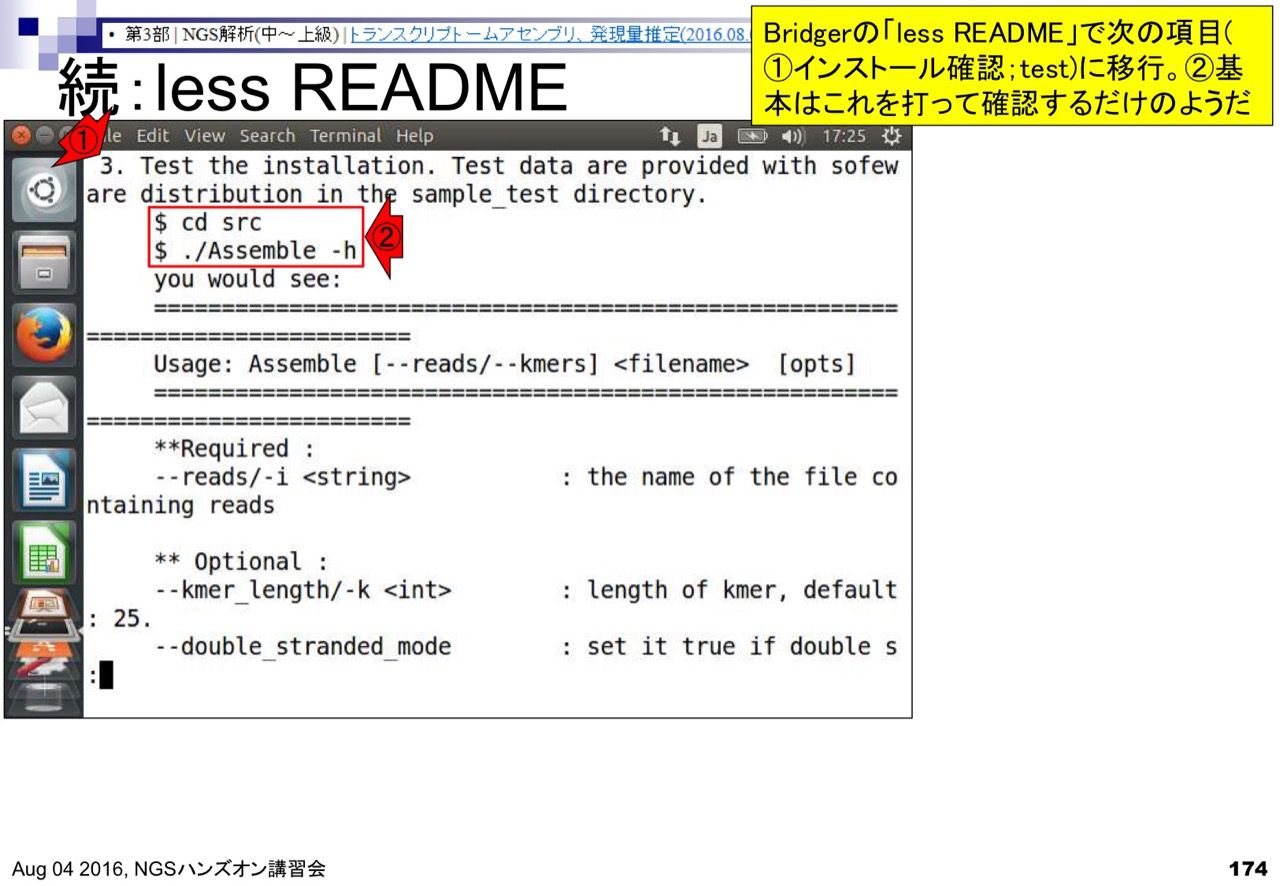 • 第3部 | NGS解析(中～上級) | トランスクリプトームアセンブリ、発現量推定(2016.08.
Bridgerの「less README」で次の項目(
①インストール確認;test)に移行。②基
本はこれを打って確認するだけのようだ
続:less README
①
Edit View Search Terminal Help
Ja
17:25
3. Test the installation. Test data are provided with sofew
are distribution in the sample_test directory.
$ cd src
$ ./Assemble -h
②
you would see:
=======================================================
========================
Usage: Assemble [--reads/--kmers] <filename>  [opts]
=======================================================
========================
**Required :
--reads/-i <string>           : the name of the file co
ntaining reads
** Optional :
--kmer_length/-k <int>        : length of kmer, default
: 25.
--double_stranded_mode        : set it true if double s
:
Aug 04 2016, NGSハンズオン講習会
174